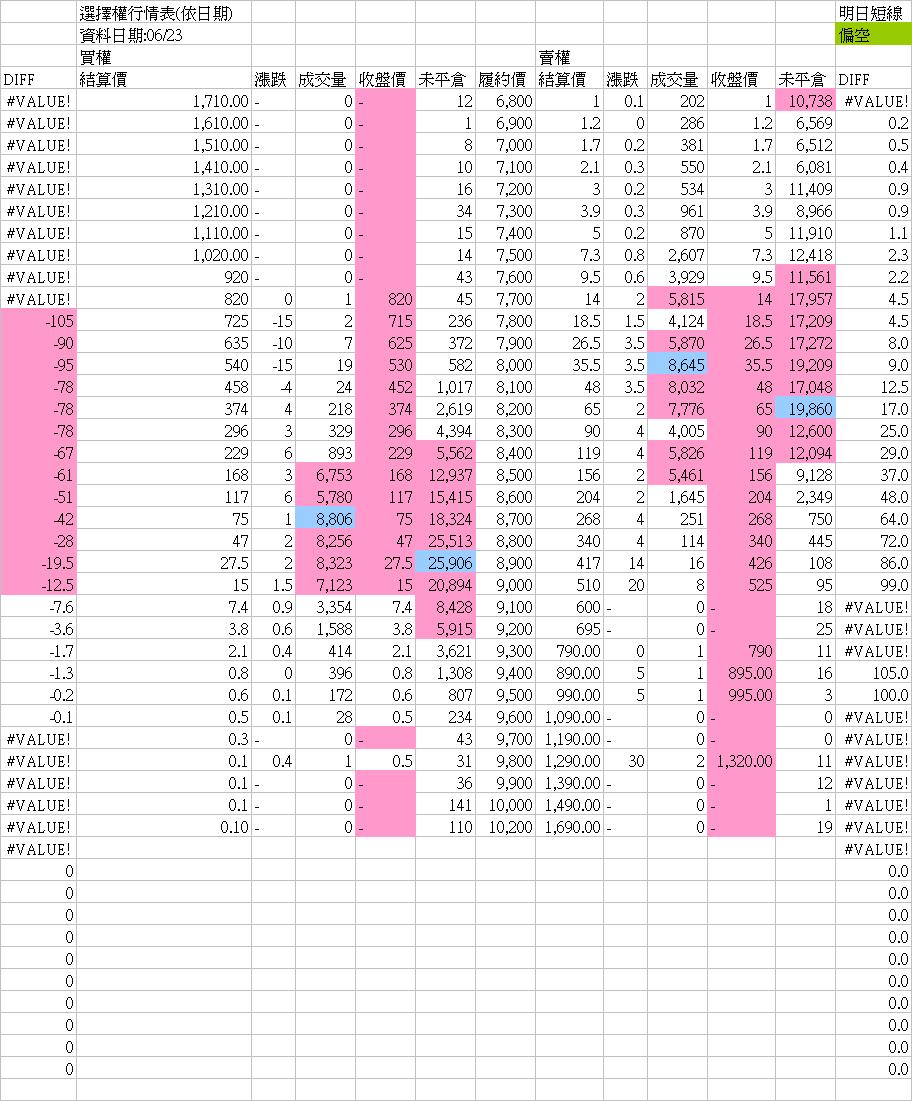 選擇權行情表(依日期) 明日短線
資料日期:06/23 偏空
買權 賣權
DIFF 結算價 漲跌 成交量 收盤價 未平倉 履約價 結算價 漲跌 成交量 收盤價 未平倉 DIFF
#VALUE! 1,710.00 - 0 - 12 6,800 1 0.1 202 1 10,738 #VALUE!
#VALUE! 1,610.00 - 0 - 1 6,900 1.2 0 286 1.2 6,569 0.2
#VALUE! 1,510.00 - 0 - 8 7,000 1.7 0.2 381 1.7 6,512 0.5
#VALUE! 1,410.00 - 0 - 10 7,100 2.1 0.3 550 2.1 6,081 0.4
#VALUE! 1,310.00 - 0 - 16 7,200 3 0.2 534 3 11,409 0.9
#VALUE! 1,210.00 - 0 - 34 7,300 3.9 0.3 961 3.9 8,966 0.9
#VALUE! 1,110.00 - 0 - 15 7,400 5 0.2 870 5 11,910 1.1
#VALUE! 1,020.00 - 0 - 14 7,500 7.3 0.8 2,607 7.3 12,418 2.3
#VALUE! 920 - 0 - 43 7,600 9.5 0.6 3,929 9.5 11,561 2.2
#VALUE! 820 0 1 820 45 7,700 14 2 5,815 14 17,957 4.5
-105 725 -15 2 715 236 7,800 18.5 1.5 4,124 18.5 17,209 4.5
-90 635 -10 7 625 372 7,900 26.5 3.5 5,870 26.5 17,272 8.0
-95 540 -15 19 530 582 8,000 35.5 3.5 8,645 35.5 19,209 9.0
-78 458 -4 24 452 1,017 8,100 48 3.5 8,032 48 17,048 12.5
-78 374 4 218 374 2,619 8,200 65 2 7,776 65 19,860 17.0
-78 296 3 329 296 4,394 8,300 90 4 4,005 90 12,600 25.0
-67 229 6 893 229 5,562 8,400 119 4 5,826 119 12,094 29.0
-61 168 3 6,753 168 12,937 8,500 156 2 5,461 156 9,128 37.0
-51 117 6 5,780 117 15,415 8,600 204 2 1,645 204 2,349 48.0
-42 75 1 8,806 75 18,324 8,700 268 4 251 268 750 64.0
-28 47 2 8,256 47 25,513 8,800 340 4 114 340 445 72.0
-19.5 27.5 2 8,323 27.5 25,906 8,900 417 14 16 426 108 86.0
-12.5 15 1.5 7,123 15 20,894 9,000 510 20 8 525 95 99.0
-7.6 7.4 0.9 3,354 7.4 8,428 9,100 600 - 0 - 18 #VALUE!
-3.6 3.8 0.6 1,588 3.8 5,915 9,200 695 - 0 - 25 #VALUE!
-1.7 2.1 0.4 414 2.1 3,621 9,300 790.00 0 1 790 11 #VALUE!
-1.3 0.8 0 396 0.8 1,308 9,400 890.00 5 1 895.00 16 105.0
-0.2 0.6 0.1 172 0.6 807 9,500 990.00 5 1 995.00 3 100.0
-0.1 0.5 0.1 28 0.5 234 9,600 1,090.00 - 0 - 0 #VALUE!
#VALUE! 0.3 - 0 - 43 9,700 1,190.00 - 0 - 0 #VALUE!
#VALUE! 0.1 0.4 1 0.5 31 9,800 1,290.00 30 2 1,320.00 11 #VALUE!
#VALUE! 0.1 - 0 - 36 9,900 1,390.00 - 0 - 12 #VALUE!
#VALUE! 0.1 - 0 - 141 10,000 1,490.00 - 0 - 1 #VALUE!
#VALUE! 0.10 - 0 - 110 10,200 1,690.00 - 0 - 19 #VALUE!
#VALUE! #VALUE!
0 0.0
0 0.0
0 0.0
0 0.0
0 0.0
0 0.0
0 0.0
0 0.0
0 0.0
0 0.0